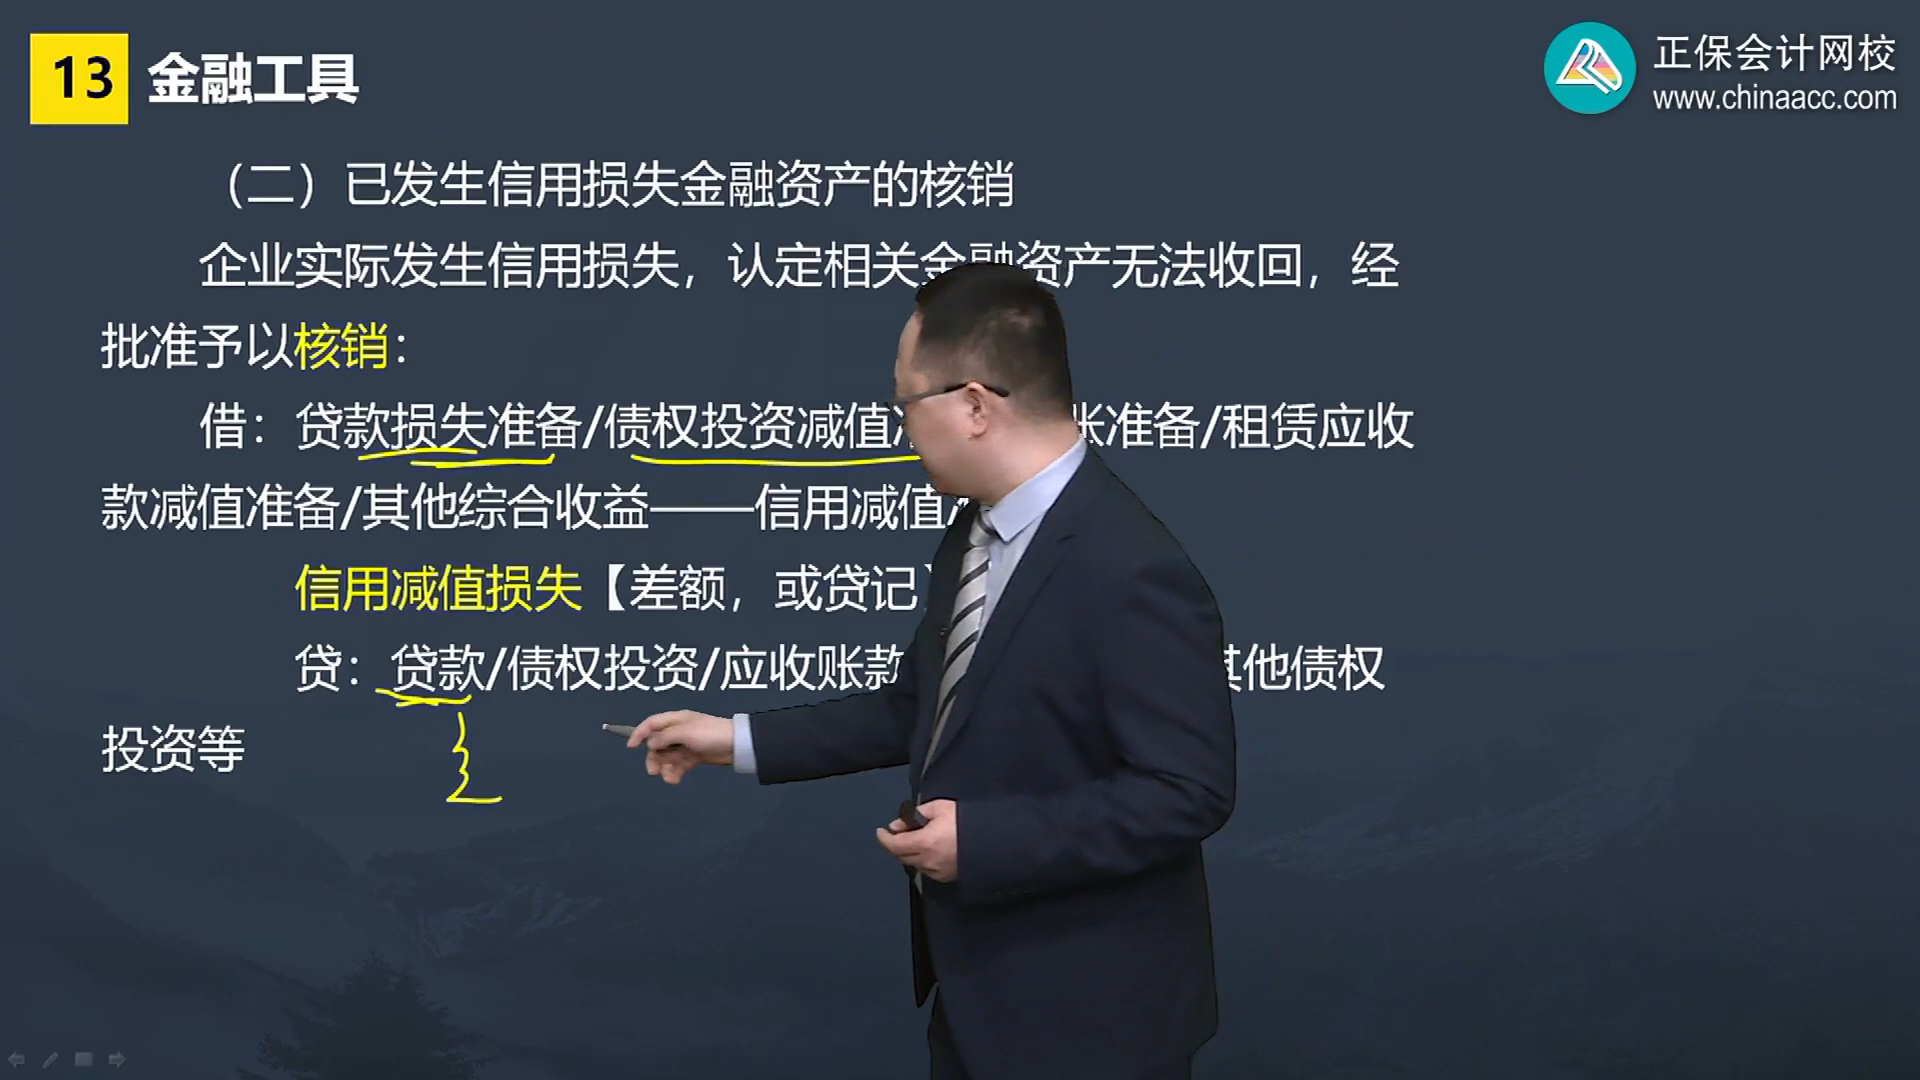 13 金融工具
正保会计网校
www.chinaacc.com
（二）已发生信用损失金融资产的核销
企业实际发生信用损失，认定相关金融资产无法收回，经
批准予以核销：
借：贷款损失准备/债权投资减值 账准备/租赁应收
款减值准备/其他综合收益——信用减值
信用减值损失【差额，或贷记
贷：贷款/债权投资/应收账款 其他债权
投资等